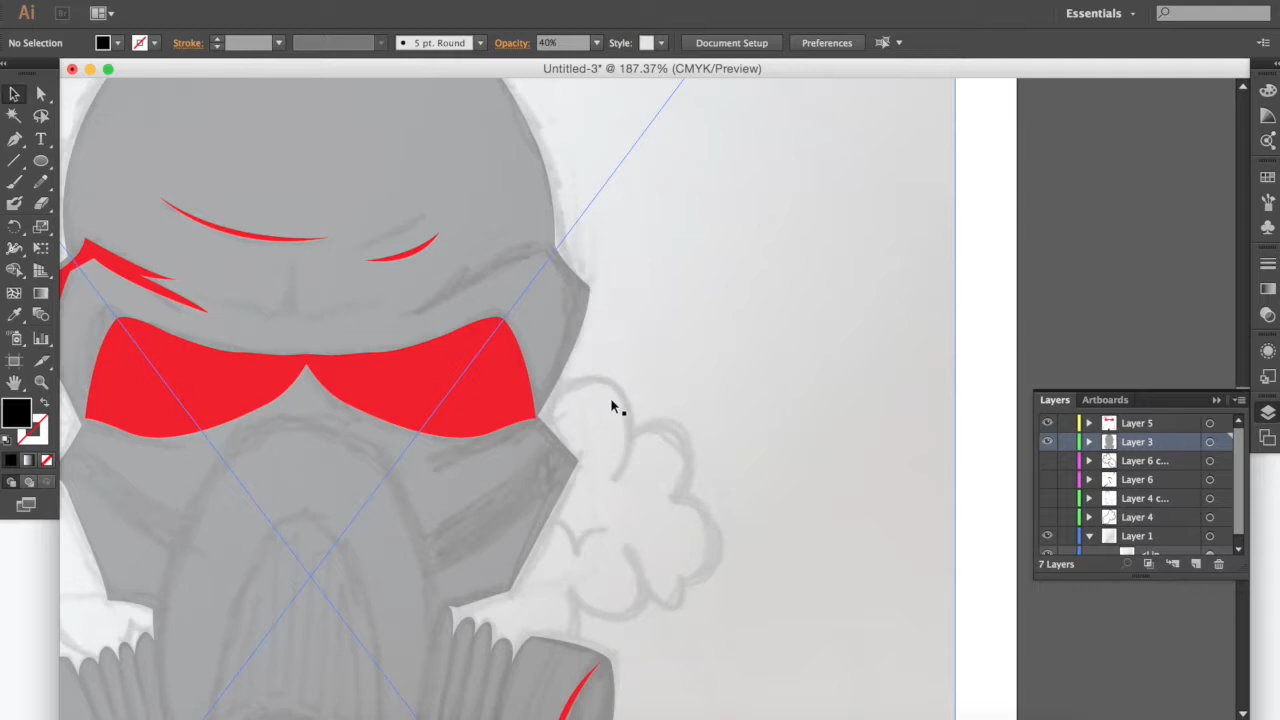 Ai Br Essentials
No Selection Stroke: 5 pt. Round Opacity: 40% Style: Document Setup Preferences
Untitled-3* @ 187.37% (CMYK/Preview)
T
Layers Artboards
Layer 5
Layer 3
Layer 6 c...
Layer 6
Layer 4 c...
Layer 4
Layer 1
7 Layers